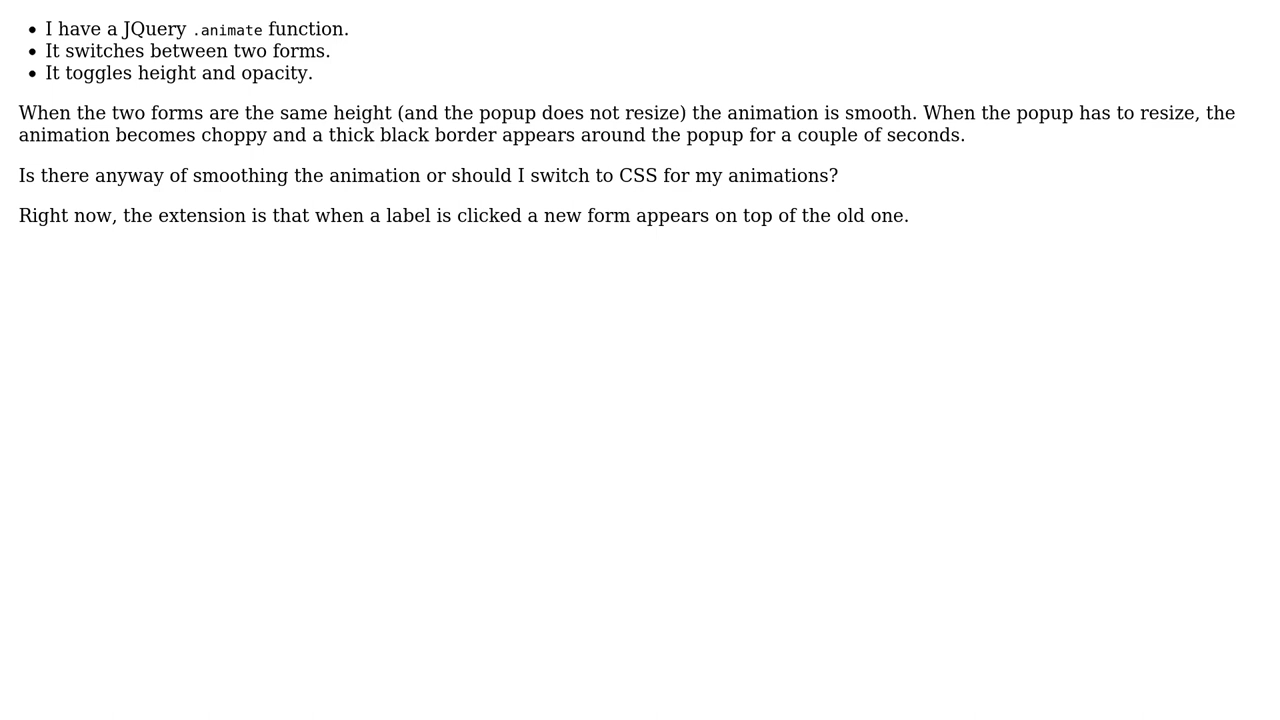 I have a JQuery .animate function.
It switches between two forms.
It toggles height and opacity.
When the two forms are the same height (and the popup does not resize) the animation is smooth. When the popup has to resize, the
animation becomes choppy and a thick black border appears around the popup for a couple of seconds.
Is there anyway of smoothing the animation or should I switch to CSS for my animations?
Right now, the extension is that when a label is clicked a new form appears on top of the old one.